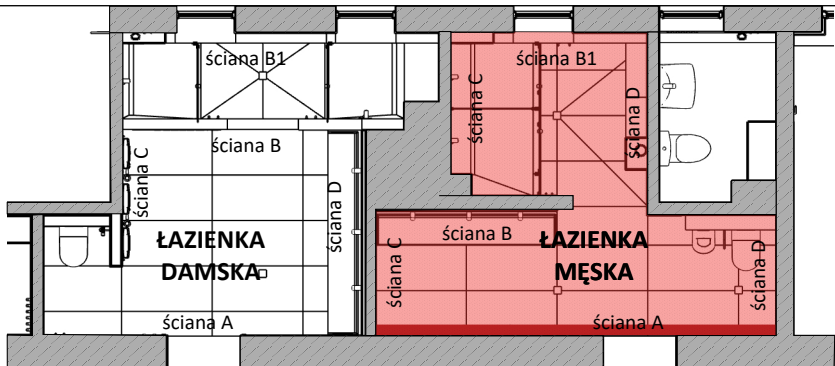 ściana B1
ściana B
ściana C
ściana D
ŁAZIENKA
DAMSKA
ściana A
ściana B1
ściana C
ściana D
ściana B
ściana C
ŁAZIENKA
MĘSKA
ściana D
ściana A